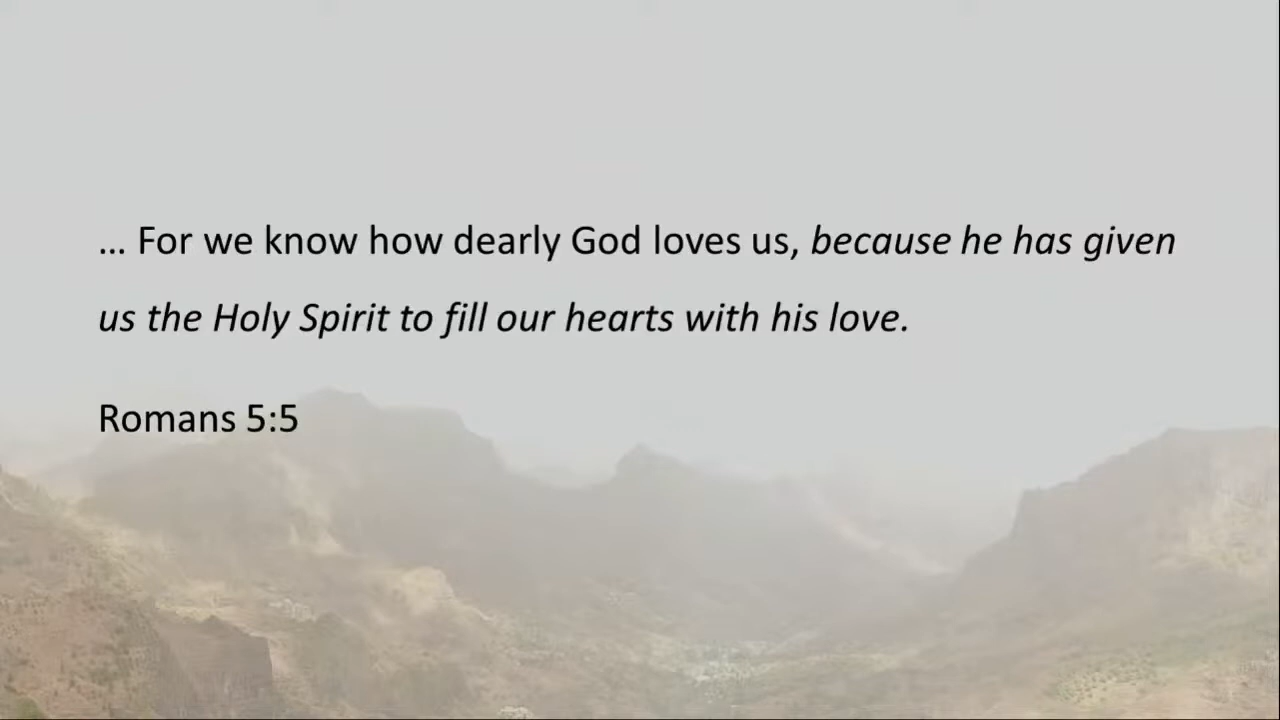 ... For we know how dearly God loves us, because he has given
us the Holy Spirit to fill our hearts with his love.
Romans 5:5